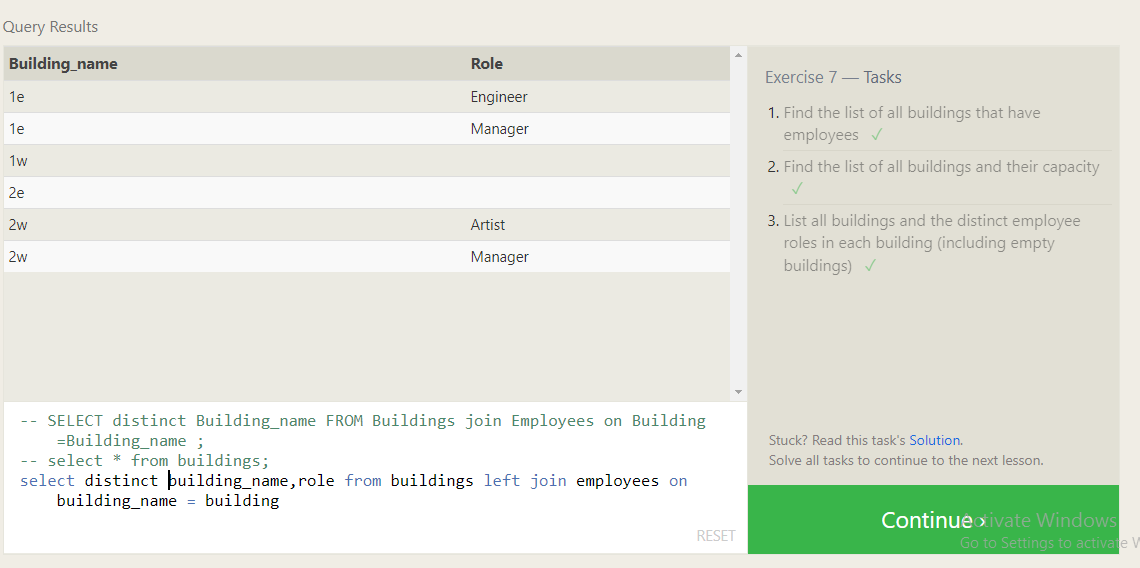 Query Results
Building_name Role
1e Engineer
1e Manager
1w
2e
2w Artist
2w Manager
-- SELECT distinct Building_name FROM Buildings join Employees on Building
=Building_name ;
-- select * from buildings;
select distinct building_name,role from buildings left join employees on
building_name = building
RESET
Exercise 7 — Tasks
1. Find the list of all buildings that have
employees ✓
2. Find the list of all buildings and their capacity
✓
3. List all buildings and the distinct employee
roles in each building (including empty
buildings) ✓
Stuck? Read this task's Solution.
Solve all tasks to continue to the next lesson.
Continue ›
Activate Windows
Go to Settings to activate W